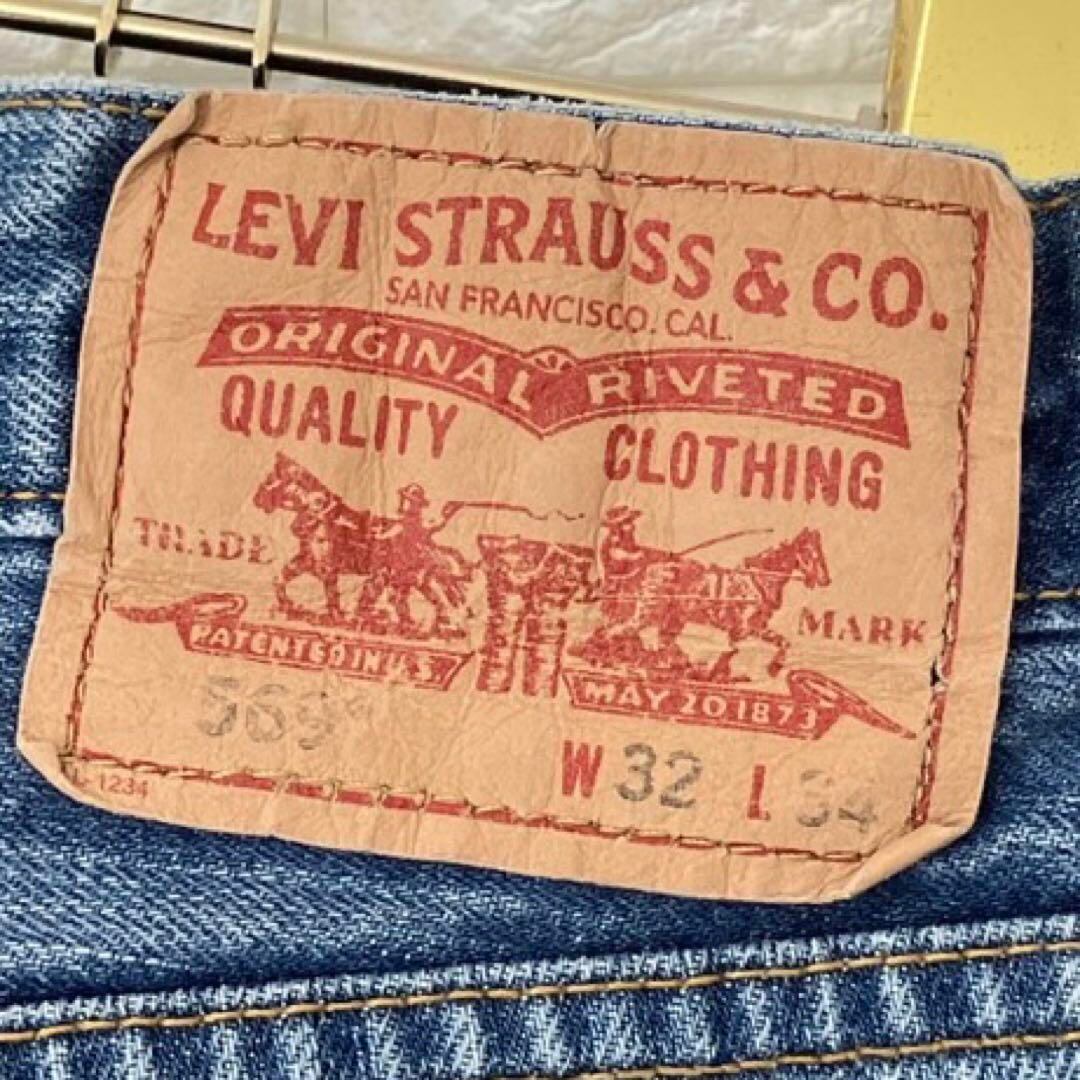 LEVI STRAUSS & CO.
SAN FRANCISCO. CAL.
ORIGINAL RIVETED
QUALITY CLOTHING
TRADE MARK
PATENTED IN U.S. MAY 20 1873
569
W 32 L 34
1234